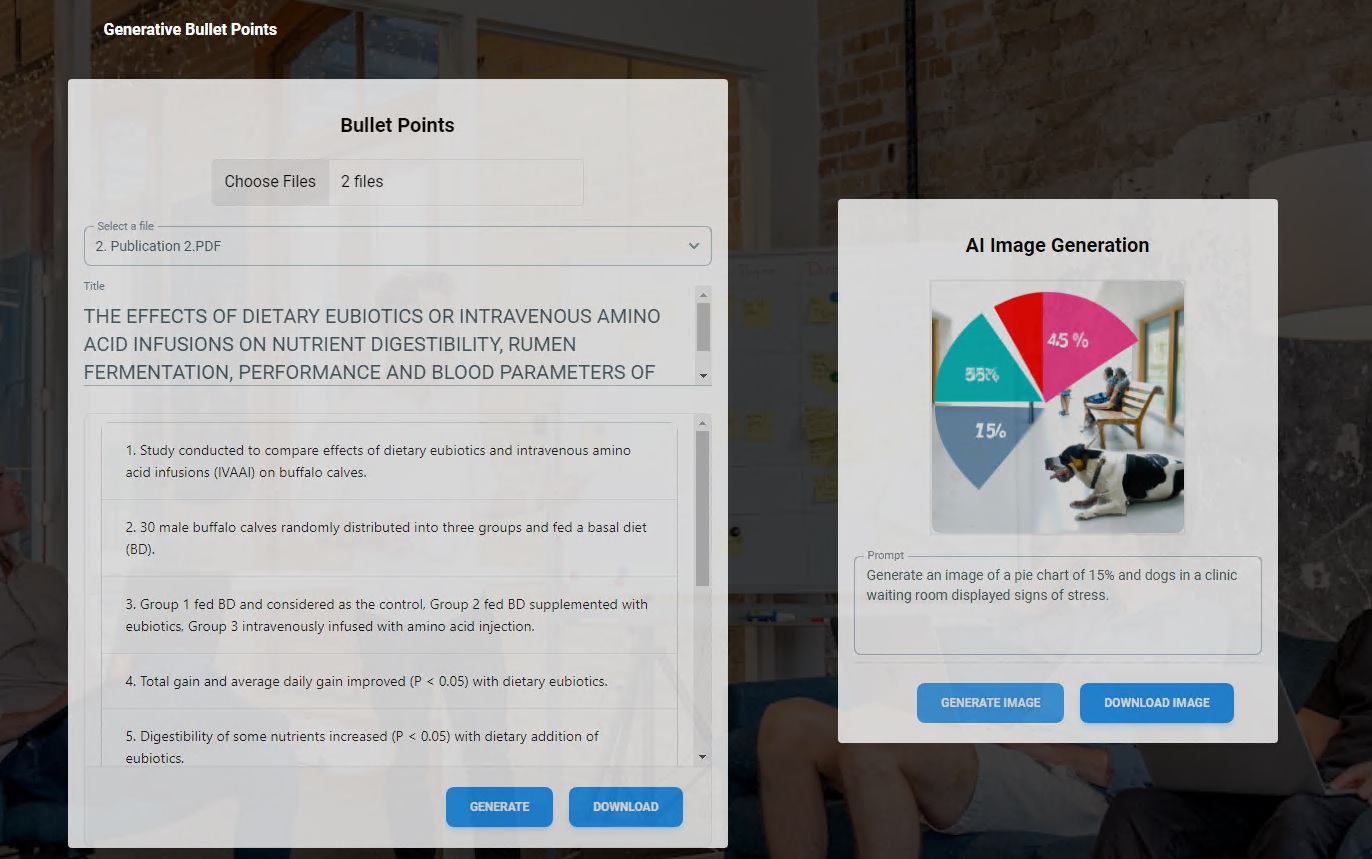 Generative Bullet Points
Bullet Points
Choose Files 2 files
Select a file
2. Publication 2.PDF
Title
THE EFFECTS OF DIETARY EUBIOTICS OR INTRAVENOUS AMINO
ACID INFUSIONS ON NUTRIENT DIGESTIBILITY, RUMEN
FERMENTATION, PERFORMANCE AND BLOOD PARAMETERS OF
1. Study conducted to compare effects of dietary eubiotics and intravenous amino
acid infusions (IVAAI) on buffalo calves.
2. 30 male buffalo calves randomly distributed into three groups and fed a basal diet
(BD).
3. Group 1 fed BD and considered as the control, Group 2 fed BD supplemented with
eubiotics, Group 3 intravenously infused with amino acid injection.
4. Total gain and average daily gain improved (P < 0.05) with dietary eubiotics.
5. Digestibility of some nutrients increased (P < 0.05) with dietary addition of
eubiotics.
GENERATE DOWNLOAD
AI Image Generation
45 %
15%
Prompt
Generate an image of a pie chart of 15% and dogs in a clinic
waiting room displayed signs of stress.
GENERATE IMAGE DOWNLOAD IMAGE